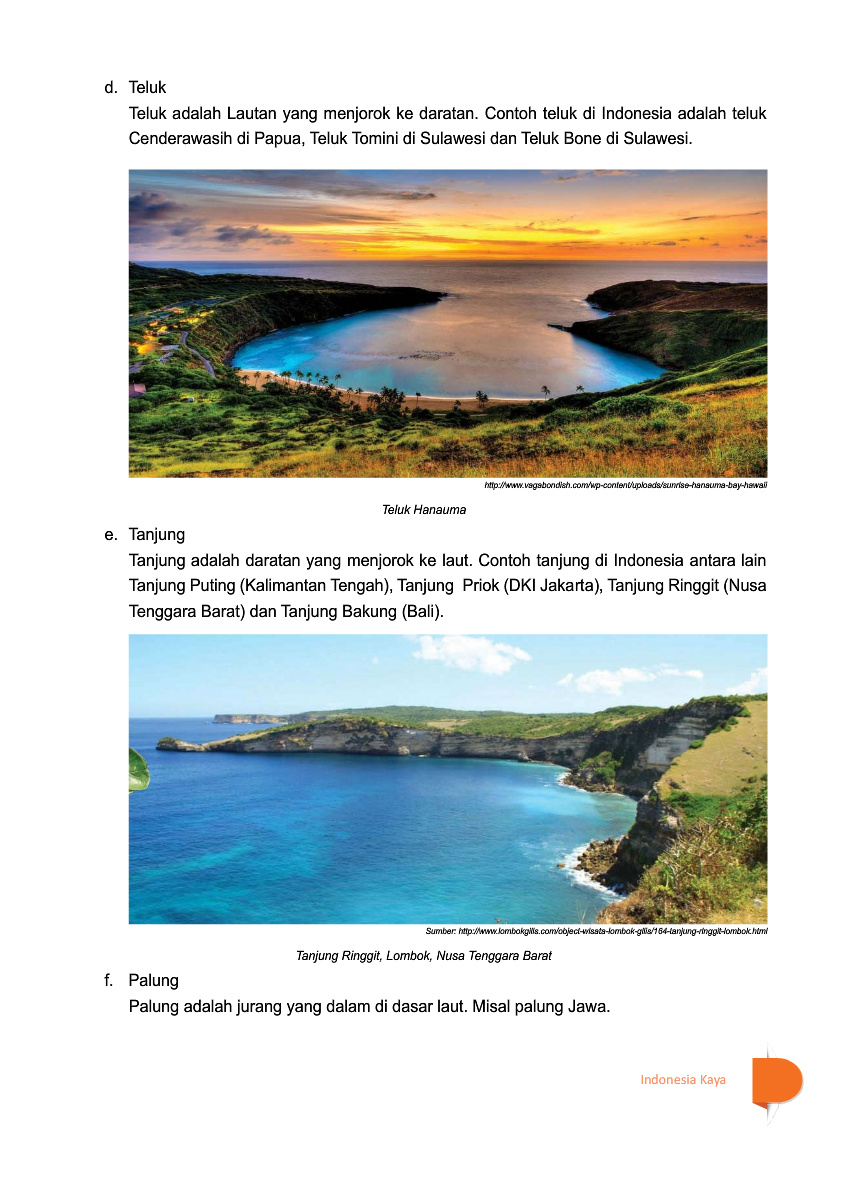 d. Teluk
Teluk adalah Lautan yang menjorok ke daratan. Contoh teluk di Indonesia adalah teluk
Cenderawasih di Papua, Teluk Tomini di Sulawesi dan Teluk Bone di Sulawesi.
http://www.vagabondish.com/wp-content/uploads/sunrise-hanauma-bay-hawaii
Teluk Hanauma
e. Tanjung
Tanjung adalah daratan yang menjorok ke laut. Contoh tanjung di Indonesia antara lain
Tanjung Puting (Kalimantan Tengah), Tanjung Priok (DKI Jakarta), Tanjung Ringgit (Nusa
Tenggara Barat) dan Tanjung Bakung (Bali).
Sumber: http://www.lombokgilis.com/object-wisata-lombok-gilis/164-tanjung-ringgit-lombok.html
Tanjung Ringgit, Lombok, Nusa Tenggara Barat
f. Palung
Palung adalah jurang yang dalam di dasar laut. Misal palung Jawa.
Indonesia Kaya